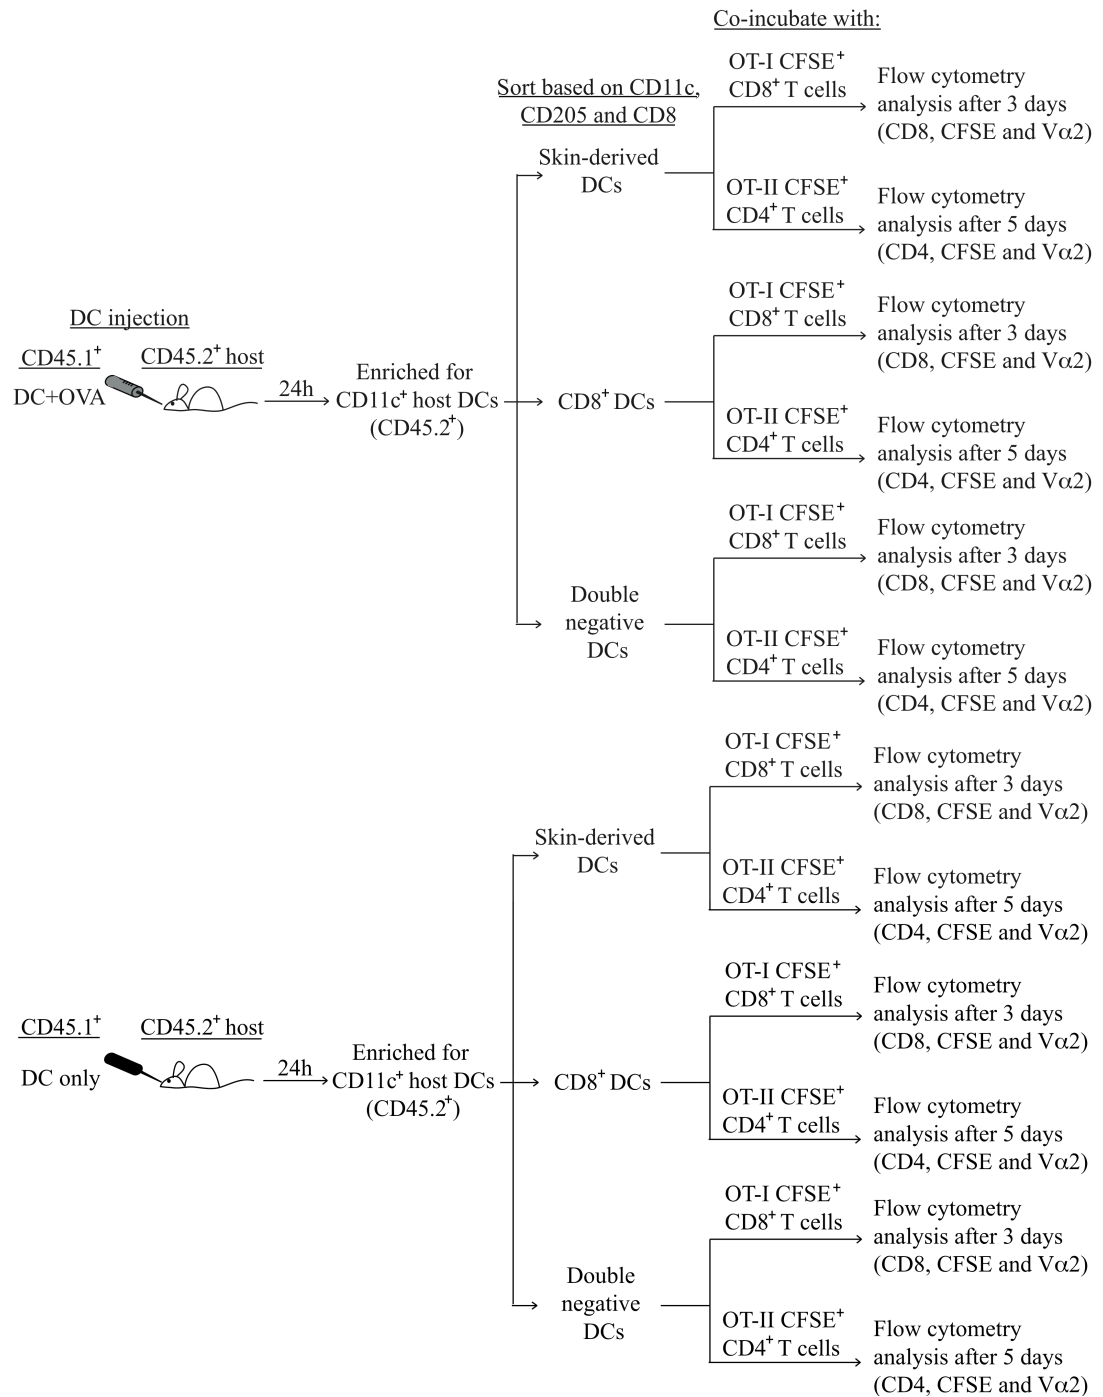 Co-incubate with:
Sort based on CD11c,
CD205 and CD8
OT-I CFSE⁺
CD8⁺ T cells
Flow cytometry
analysis after 3 days
(CD8, CFSE and Vα2)
Skin-derived
DCs
OT-II CFSE⁺
CD4⁺ T cells
Flow cytometry
analysis after 5 days
(CD4, CFSE and Vα2)
DC injection
CD45.1⁺
DC+OVA
CD45.2⁺ host
24h
Enriched for
CD11c⁺ host DCs
(CD45.2⁺)
CD8⁺ DCs
OT-I CFSE⁺
CD8⁺ T cells
Flow cytometry
analysis after 3 days
(CD8, CFSE and Vα2)
OT-II CFSE⁺
CD4⁺ T cells
Flow cytometry
analysis after 5 days
(CD4, CFSE and Vα2)
Double
negative
DCs
OT-I CFSE⁺
CD8⁺ T cells
Flow cytometry
analysis after 3 days
(CD8, CFSE and Vα2)
OT-II CFSE⁺
CD4⁺ T cells
Flow cytometry
analysis after 5 days
(CD4, CFSE and Vα2)
Skin-derived
DCs
OT-I CFSE⁺
CD8⁺ T cells
Flow cytometry
analysis after 3 days
(CD8, CFSE and Vα2)
OT-II CFSE⁺
CD4⁺ T cells
Flow cytometry
analysis after 5 days
(CD4, CFSE and Vα2)
CD45.1⁺
DC only
CD45.2⁺ host
24h
Enriched for
CD11c⁺ host DCs
(CD45.2⁺)
CD8⁺ DCs
OT-I CFSE⁺
CD8⁺ T cells
Flow cytometry
analysis after 3 days
(CD8, CFSE and Vα2)
OT-II CFSE⁺
CD4⁺ T cells
Flow cytometry
analysis after 5 days
(CD4, CFSE and Vα2)
Double
negative
DCs
OT-I CFSE⁺
CD8⁺ T cells
Flow cytometry
analysis after 3 days
(CD8, CFSE and Vα2)
OT-II CFSE⁺
CD4⁺ T cells
Flow cytometry
analysis after 5 days
(CD4, CFSE and Vα2)